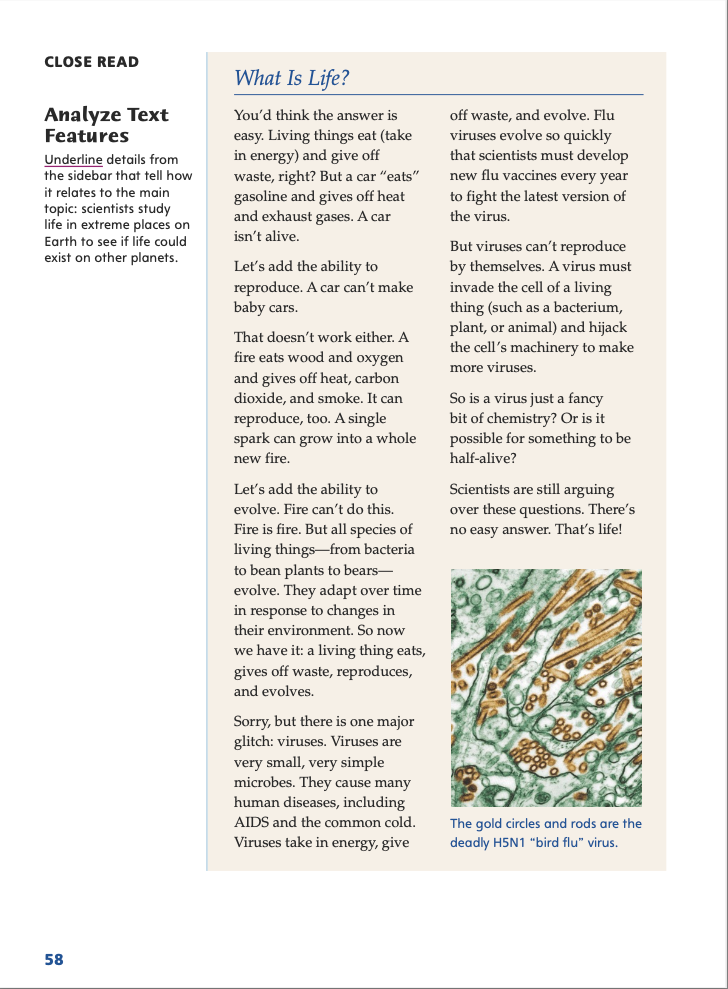 CLOSE READ
Analyze Text
Features
Underline details from
the sidebar that tell how
it relates to the main
topic: scientists study
life in extreme places on
Earth to see if life could
exist on other planets.
What Is Life?
You’d think the answer is
easy. Living things eat (take
in energy) and give off
waste, right? But a car “eats”
gasoline and gives off heat
and exhaust gases. A car
isn’t alive.
Let’s add the ability to
reproduce. A car can’t make
baby cars.
That doesn’t work either. A
fire eats wood and oxygen
and gives off heat, carbon
dioxide, and smoke. It can
reproduce, too. A single
spark can grow into a whole
new fire.
Let’s add the ability to
evolve. Fire can’t do this.
Fire is fire. But all species of
living things—from bacteria
to bean plants to bears—
evolve. They adapt over time
in response to changes in
their environment. So now
we have it: a living thing eats,
gives off waste, reproduces,
and evolves.
Sorry, but there is one major
glitch: viruses. Viruses are
very small, very simple
microbes. They cause many
human diseases, including
AIDS and the common cold.
Viruses take in energy, give
off waste, and evolve. Flu
viruses evolve so quickly
that scientists must develop
new flu vaccines every year
to fight the latest version of
the virus.
But viruses can’t reproduce
by themselves. A virus must
invade the cell of a living
thing (such as a bacterium,
plant, or animal) and hijack
the cell’s machinery to make
more viruses.
So is a virus just a fancy
bit of chemistry? Or is it
possible for something to be
half-alive?
Scientists are still arguing
over these questions. There’s
no easy answer. That’s life!
The gold circles and rods are the
deadly H5N1 “bird flu” virus.
58